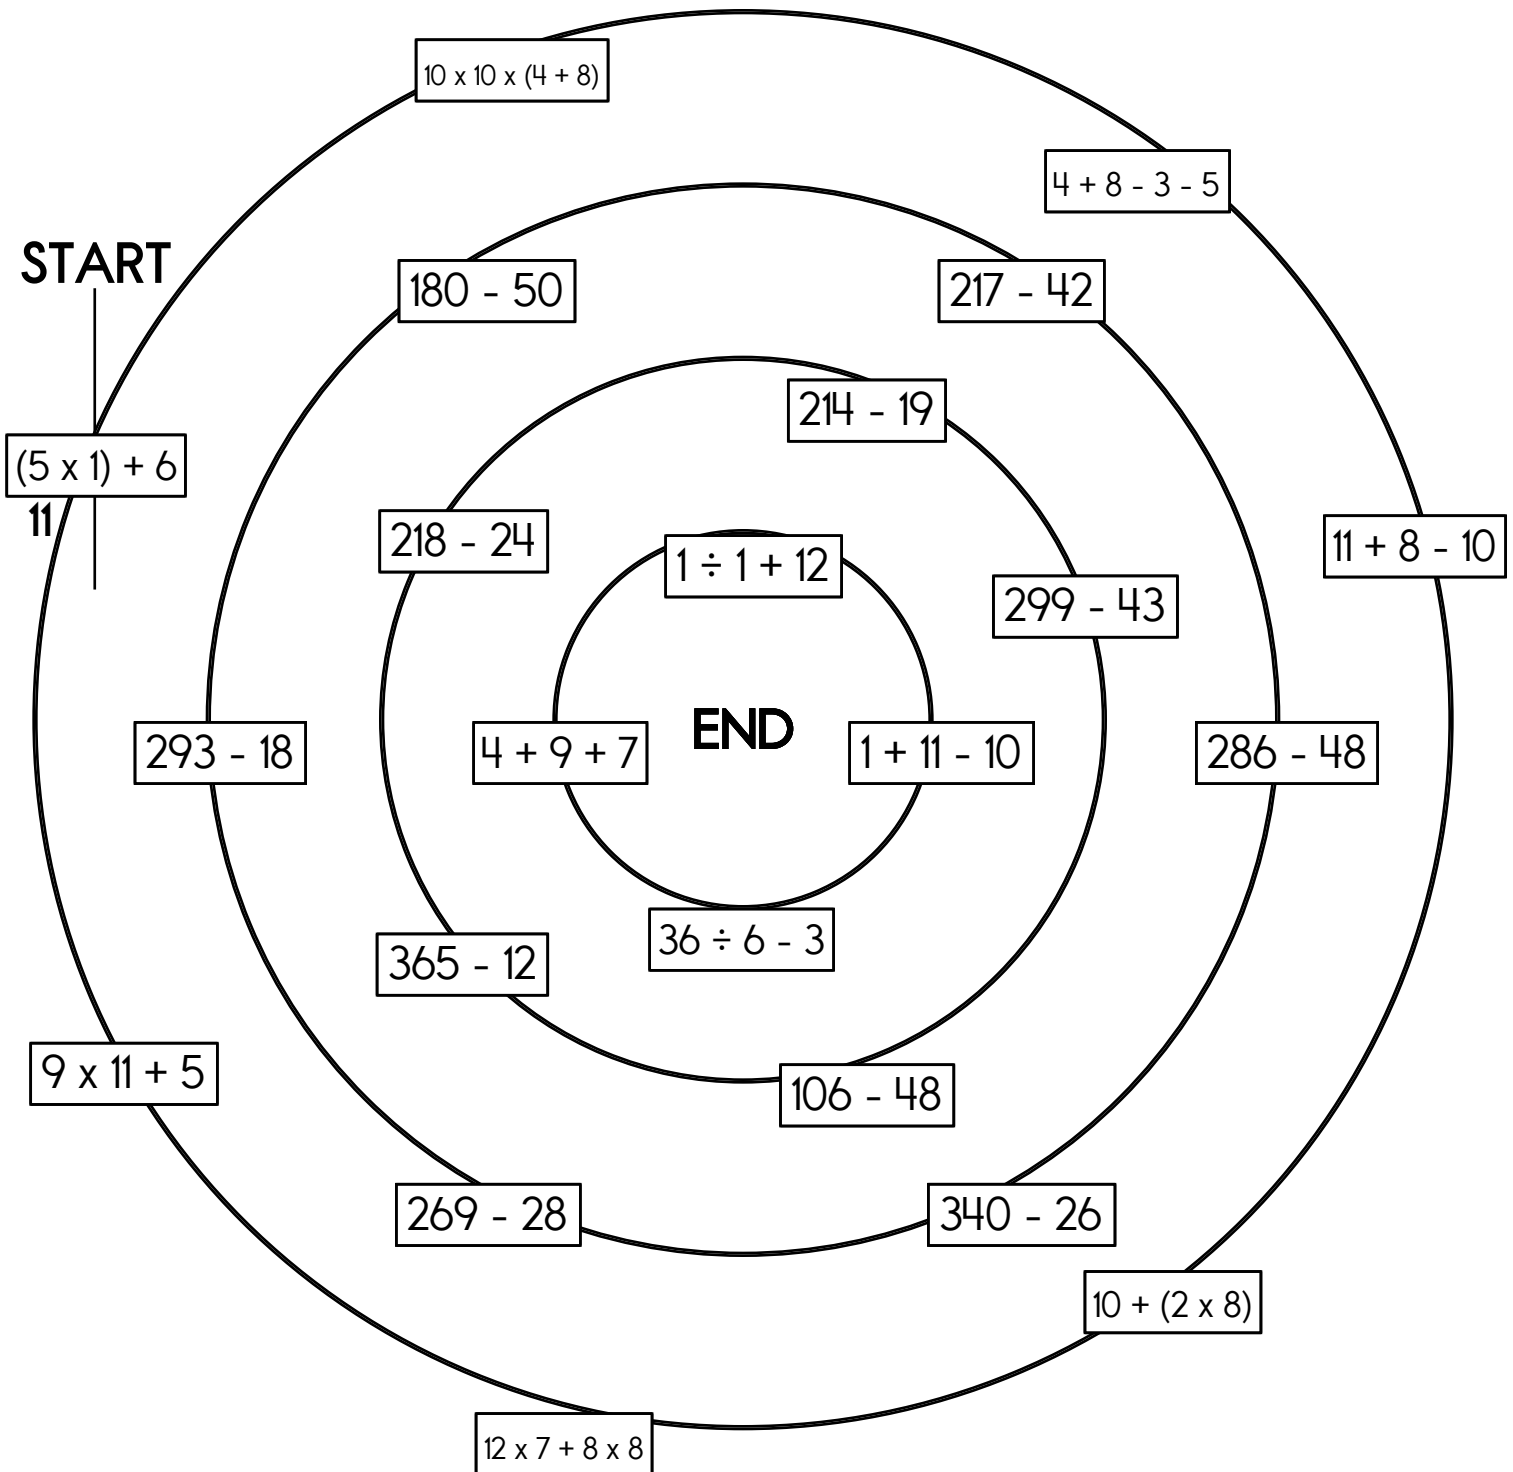 10 x 10 x (4 + 8)
4 + 8 - 3 - 5
START
180 - 50
217 - 42
214 - 19
(5 x 1) + 6
11
218 - 24
11 + 8 - 10
1 ÷ 1 + 12
299 - 43
END
293 - 18
4 + 9 + 7
1 + 11 - 10
286 - 48
36 ÷ 6 - 3
365 - 12
9 x 11 + 5
106 - 48
269 - 28
340 - 26
10 + (2 x 8)
12 x 7 + 8 x 8